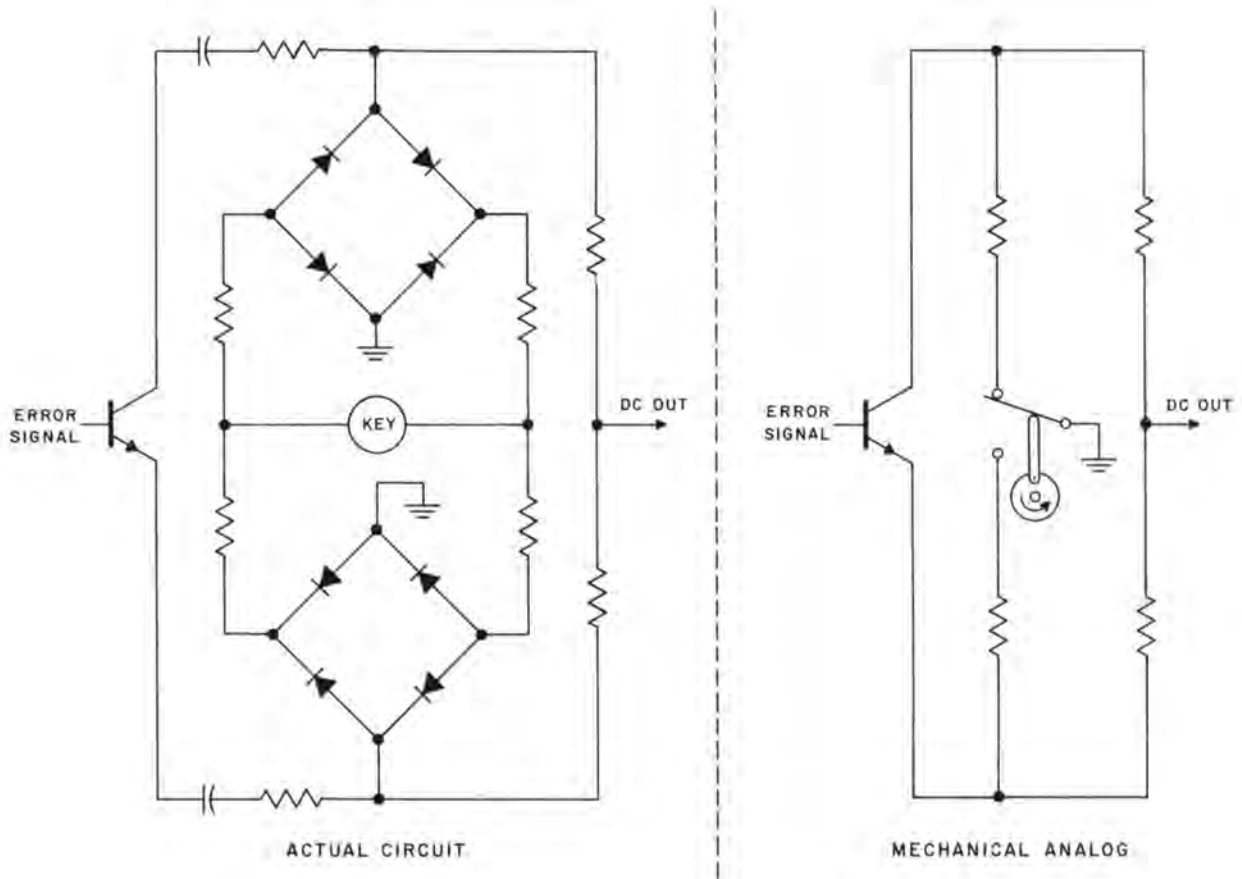 ERROR
SIGNAL
KEY
DC OUT
ACTUAL CIRCUIT
ERROR
SIGNAL
DC OUT
MECHANICAL ANALOG